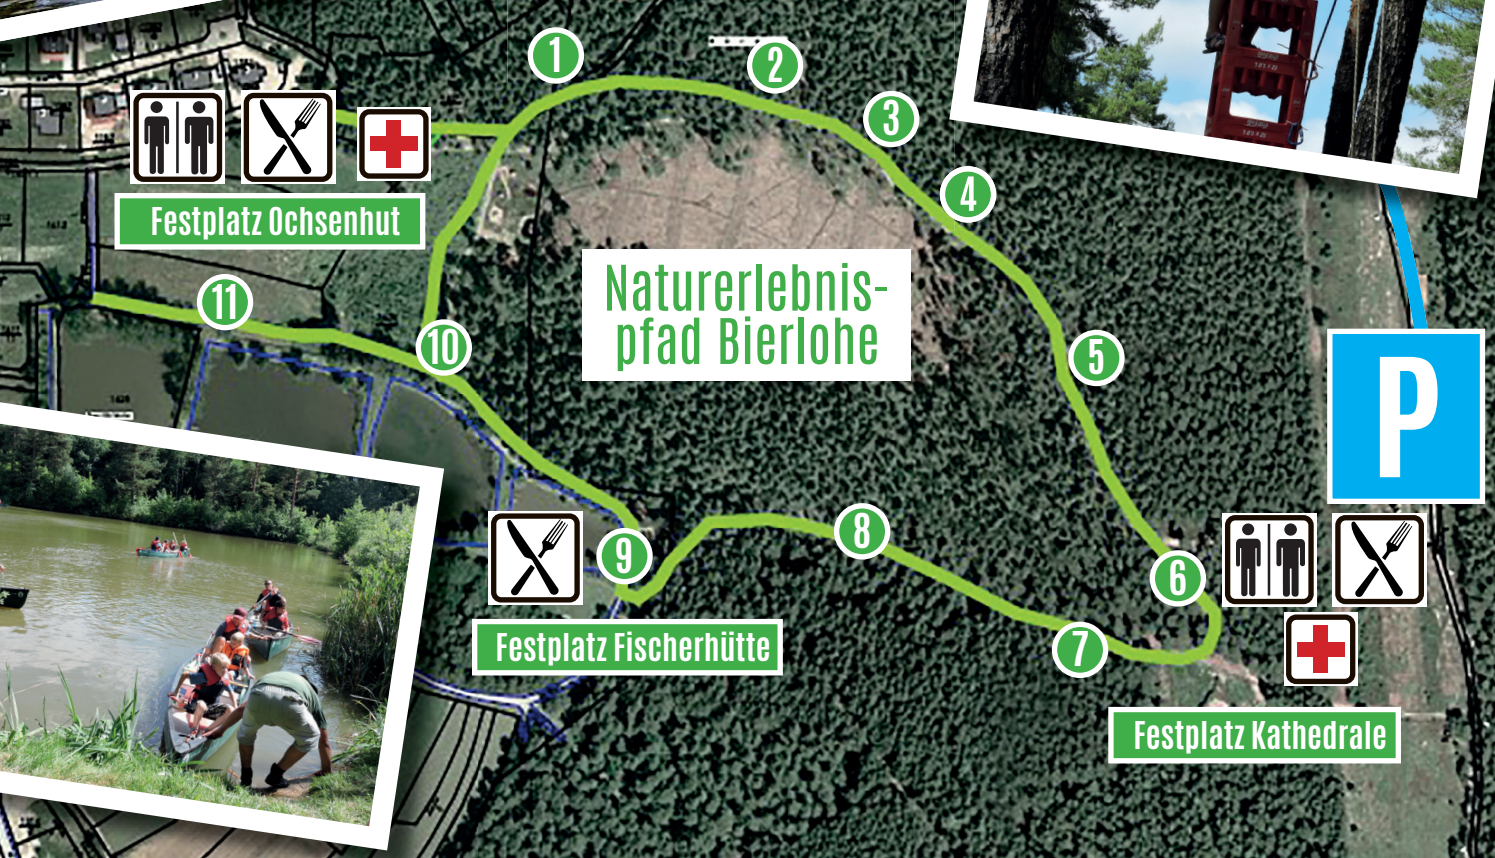 1
2
3
4
Festplatz Ochsenhut
Naturerlebnis-
pfad Bierlohe
11
10
5
P
8
9
6
7
Festplatz Fischerhütte
Festplatz Kathedrale